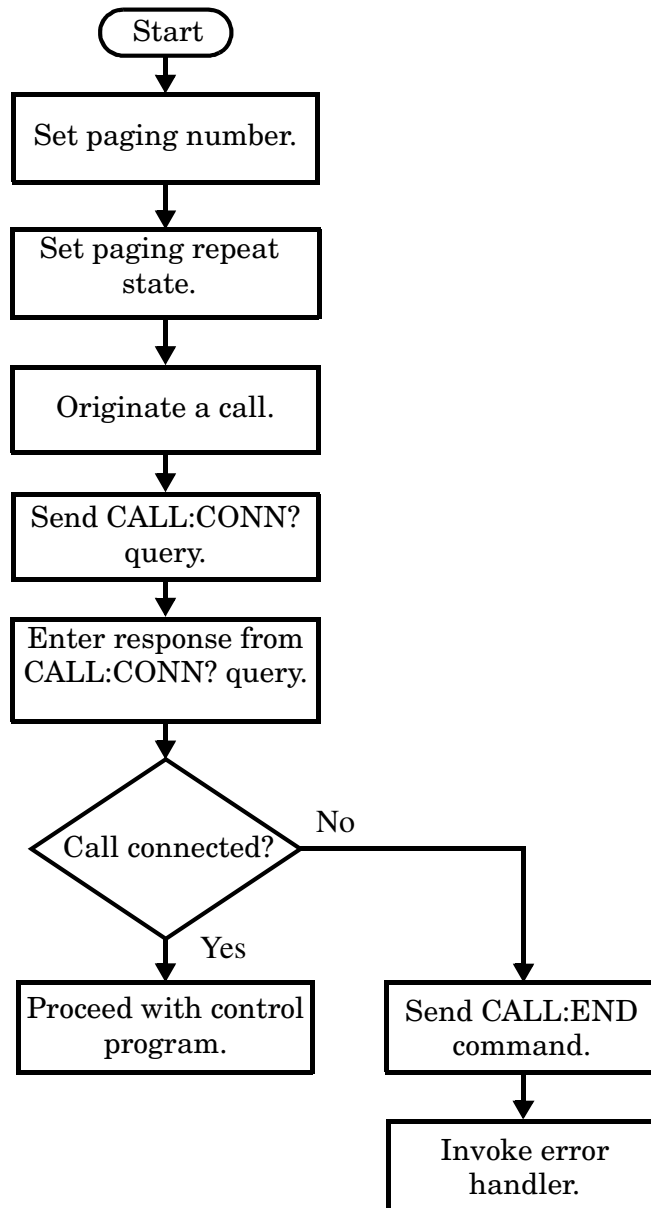 Start
Set paging number.
Set paging repeat
state.
Originate a call.
Send CALL:CONN?
query.
Enter response from
CALL:CONN? query.
Call connected?
No
Yes
Proceed with control
program.
Send CALL:END
command.
Invoke error
handler.